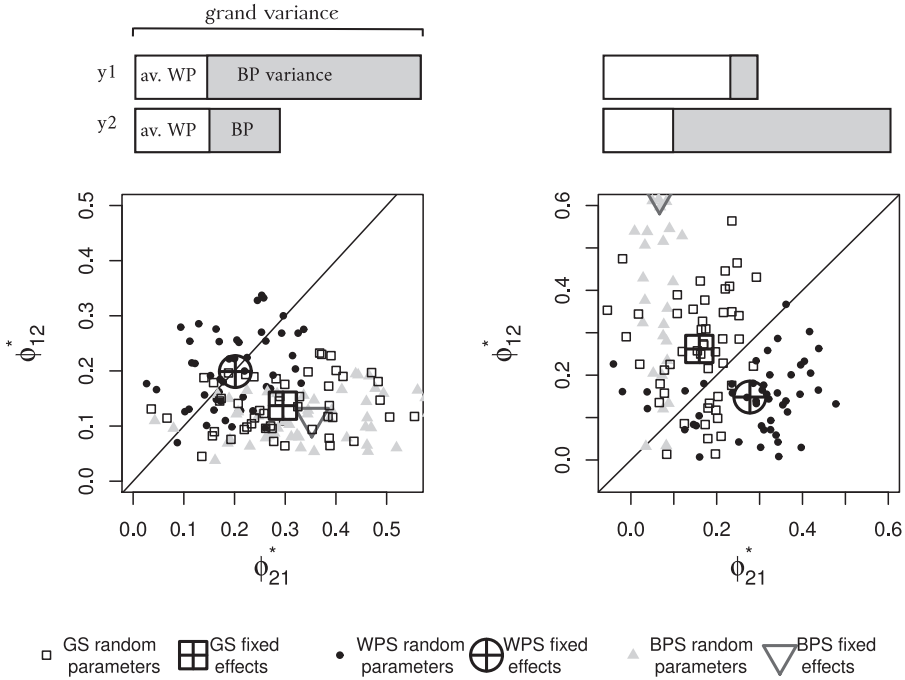 grand variance
y1
av. WP
BP variance
y2
av. WP
BP
0.5
0.4
0.3
0.2
0.1
0.0
ϕ*12
0.0 0.1 0.2 0.3 0.4 0.5
ϕ*21
0.6
0.4
0.2
0.0
ϕ*12
0.0 0.2 0.4 0.6
ϕ*21
GS random
parameters
GS fixed
effects
WPS random
parameters
WPS fixed
effects
BPS random
parameters
BPS fixed
effects